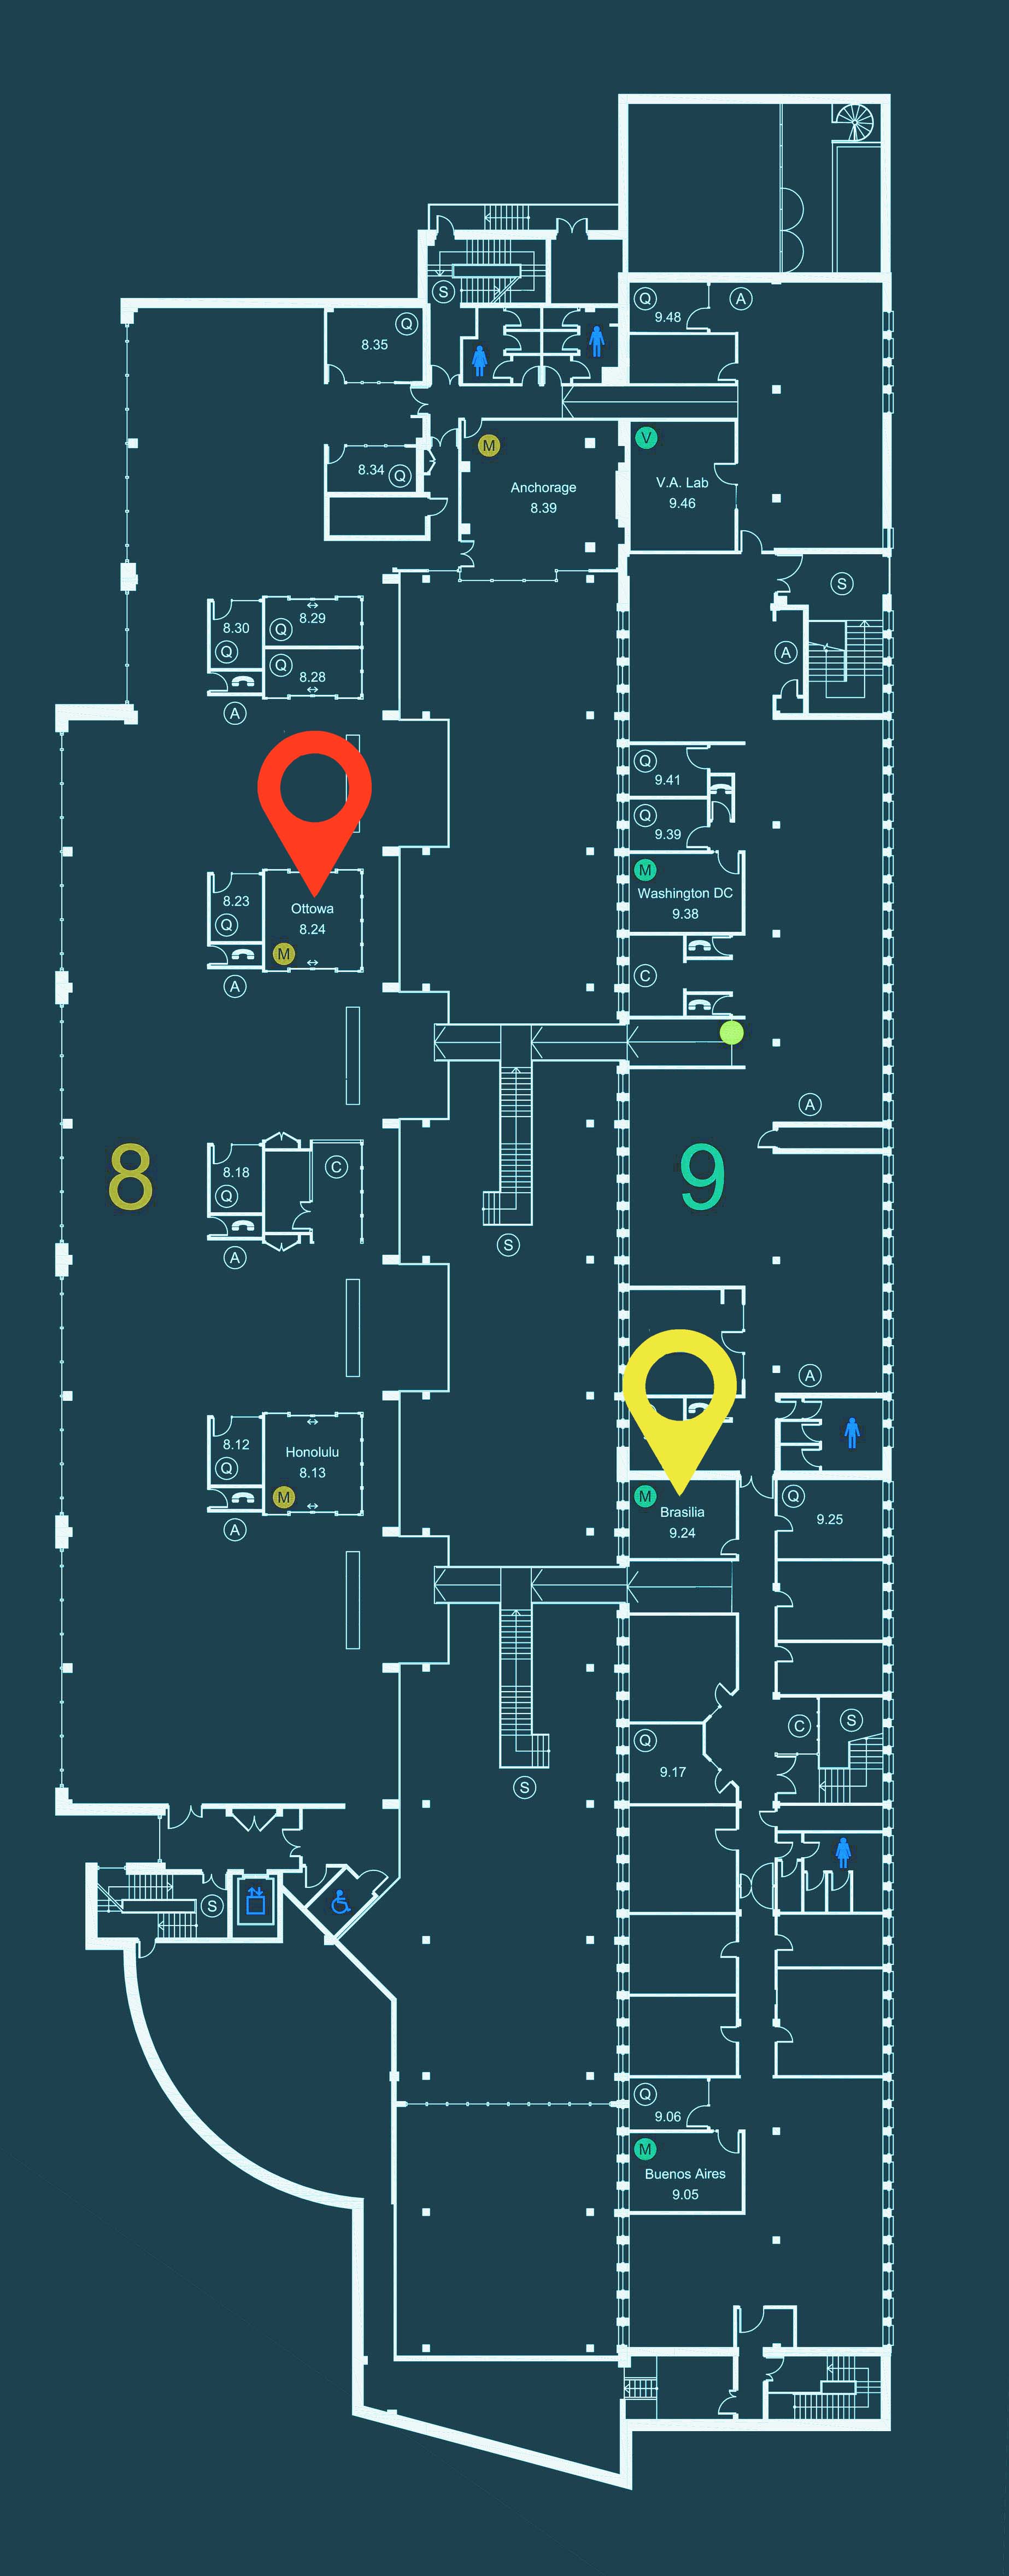 S
Q
8.35
Q
9.48
A
8.34
Q
M
Anchorage
8.39
V
V.A. Lab
9.46
S
8.30
Q
8.29
Q
Q
8.28
A
A
Q
9.41
Q
9.39
8.23
Q
Ottowa
8.24
M
A
M
Washington DC
9.38
C
A
8
8.18
Q
C
A
S
9
A
8.12
Q
Honolulu
8.13
M
A
M
Brasilia
9.24
Q
9.25
S
Q
9.17
C
S
S
Q
9.06
M
Buenos Aires
9.05